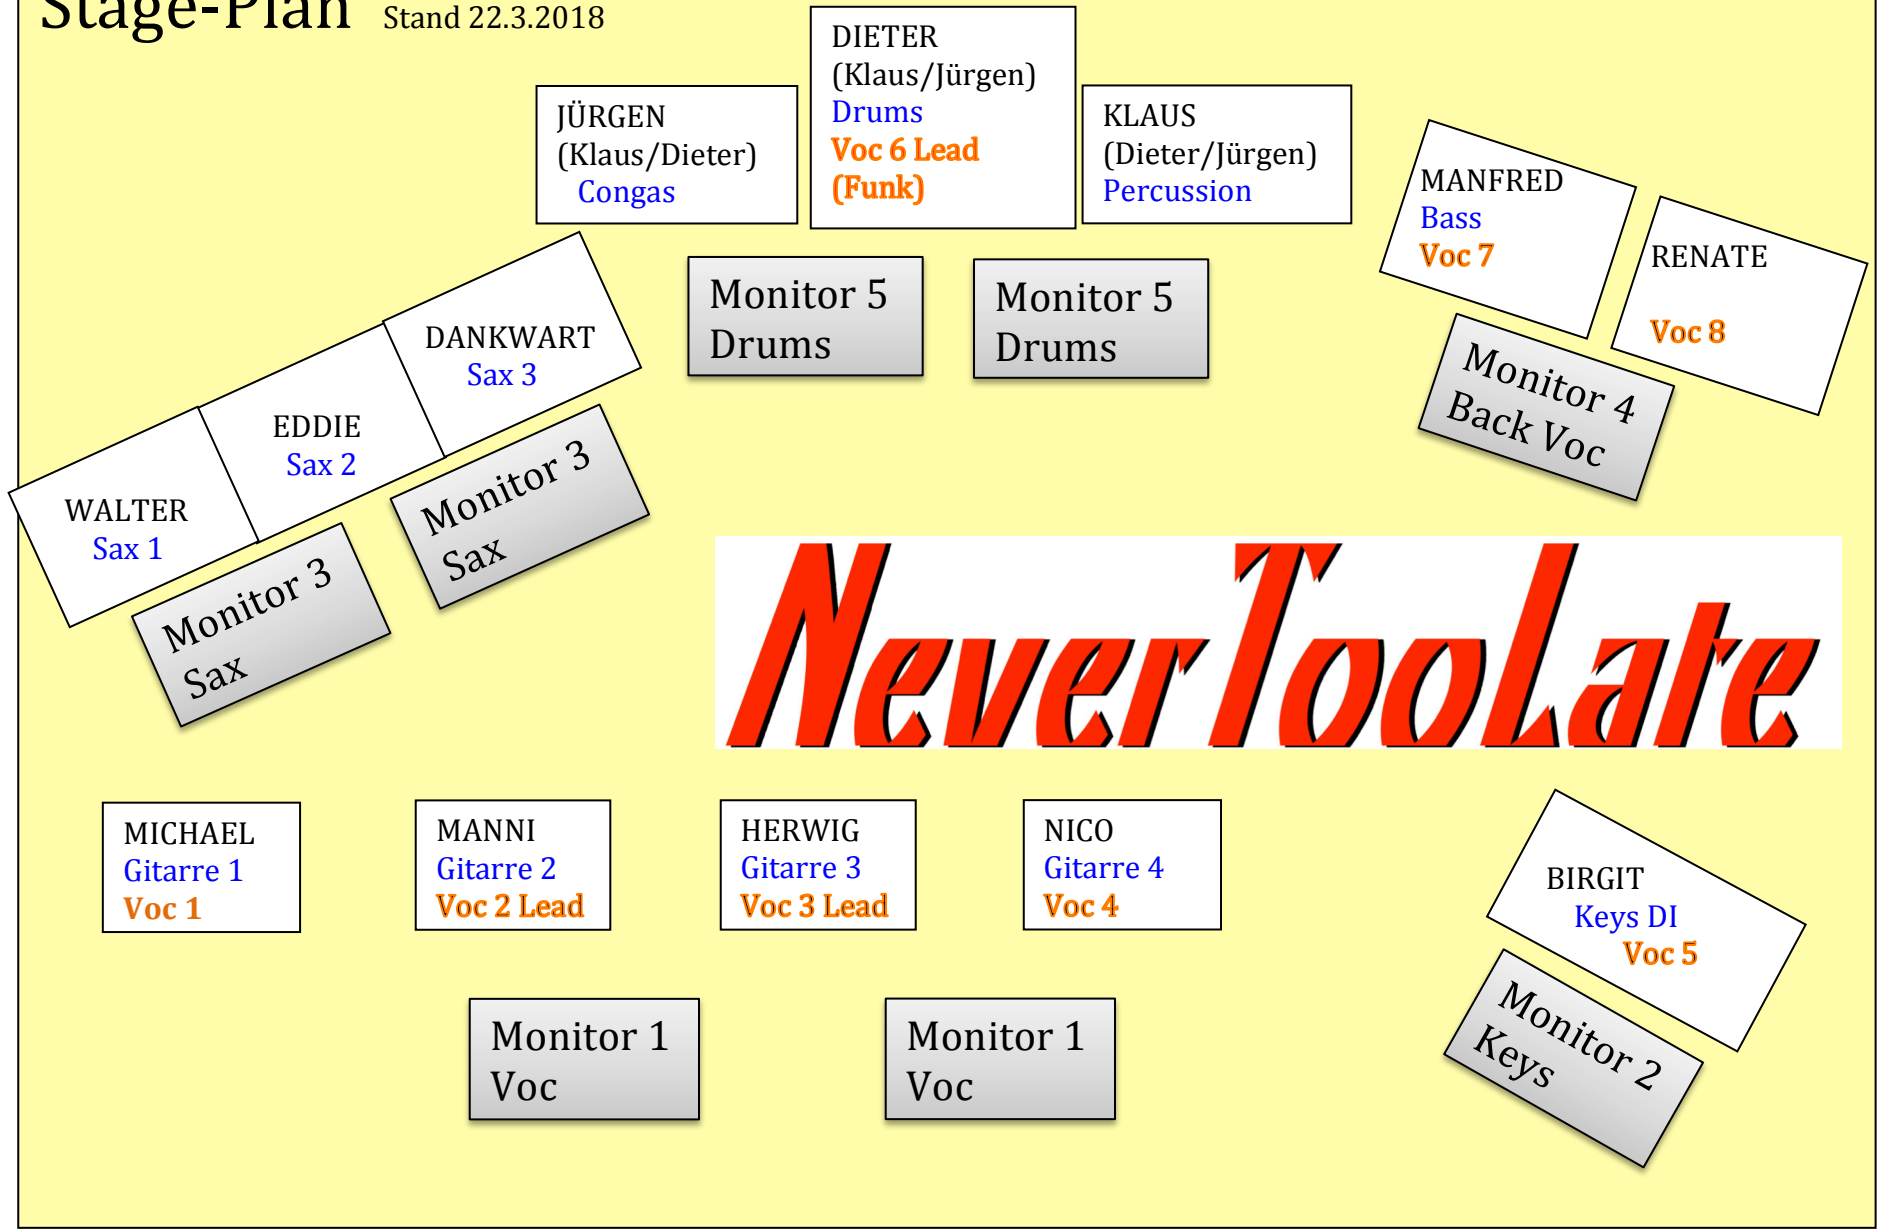 Stage-Plan Stand 22.3.2018
DIETER
(Klaus/Jürgen)
Drums
Voc 6 Lead
(Funk)
JÜRGEN
(Klaus/Dieter)
Congas
KLAUS
(Dieter/Jürgen)
Percussion
MANFRED
Bass
Voc 7
RENATE
Voc 8
Monitor 5
Drums
Monitor 5
Drums
Monitor 4
Back Voc
DANKWART
Sax 3
EDDIE
Sax 2
WALTER
Sax 1
Monitor 3
Sax
Monitor 3
Sax
NeverTooLate
MICHAEL
Gitarre 1
Voc 1
MANNI
Gitarre 2
Voc 2 Lead
HERWIG
Gitarre 3
Voc 3 Lead
NICO
Gitarre 4
Voc 4
BIRGIT
Keys DI
Voc 5
Monitor 1
Voc
Monitor 1
Voc
Monitor 2
Keys